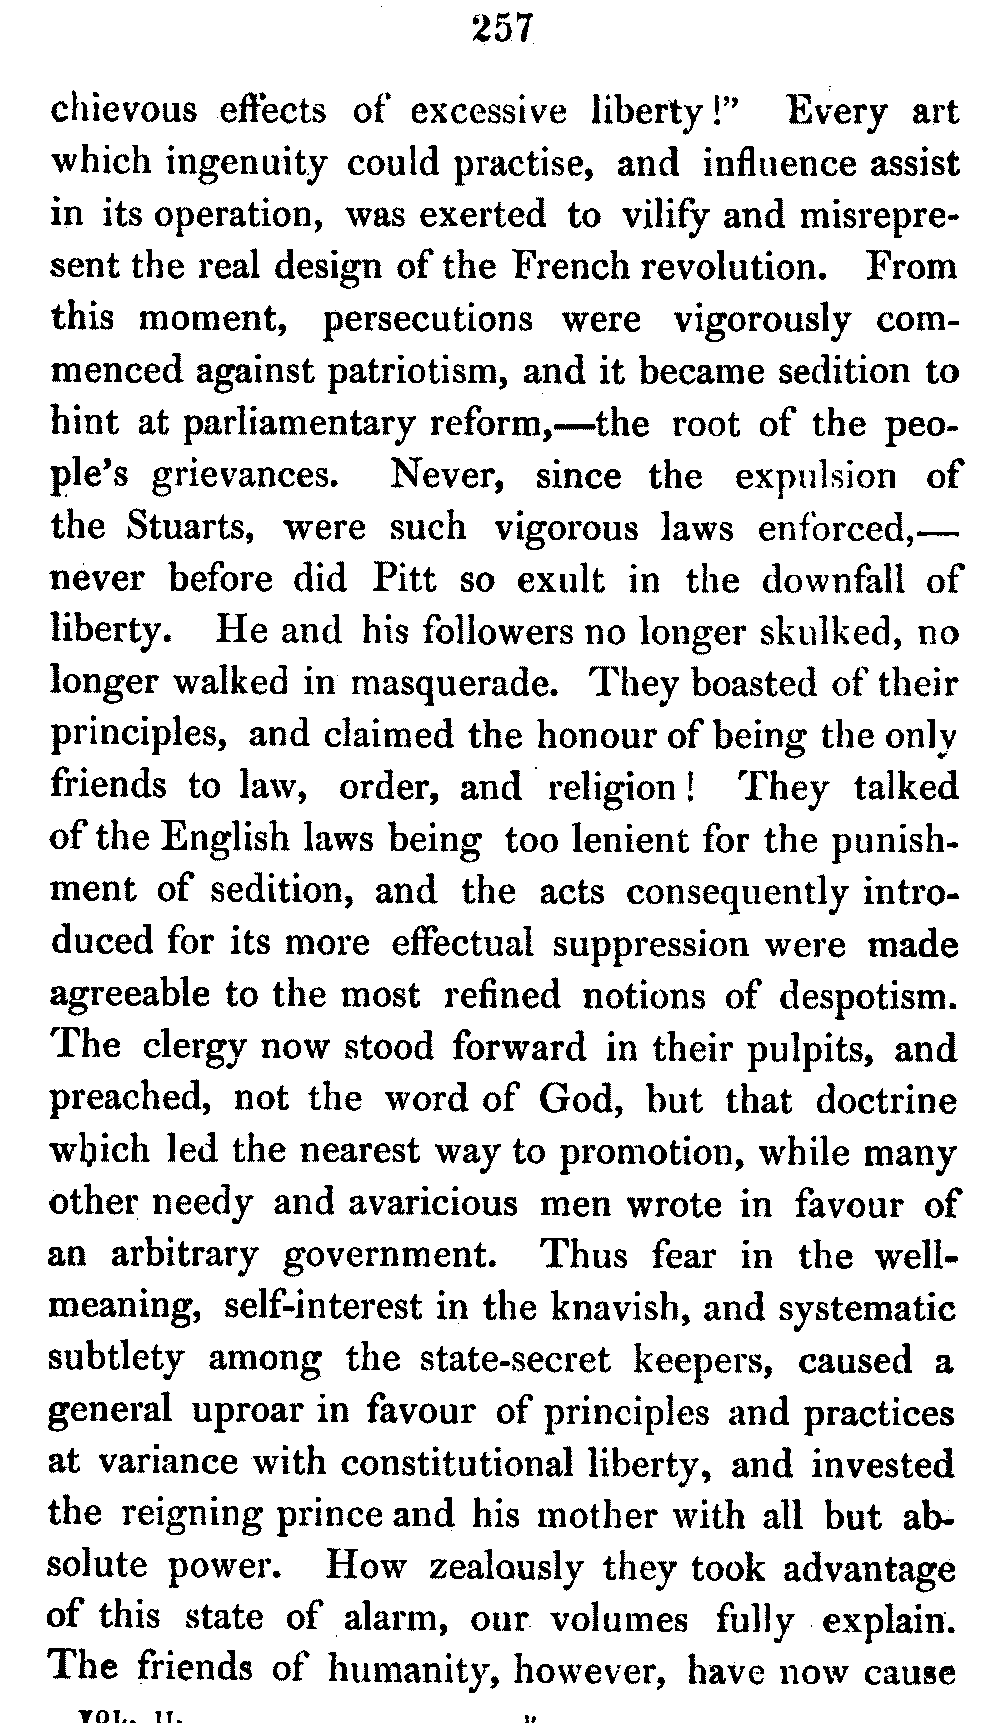 257
chievous effects of excessive liberty!" Every art
which ingenuity could practise, and influence assist
in its operation, was exerted to vilify and misrepre-
sent the real design of the French revolution. From
this moment, persecutions were vigorously com-
menced against patriotism, and it became sedition to
hint at parliamentary reform,—the root of the peo-
ple's grievances. Never, since the expulsion of
the Stuarts, were such vigorous laws enforced,—
never before did Pitt so exult in the downfall of
liberty. He and his followers no longer skulked, no
longer walked in masquerade. They boasted of their
principles, and claimed the honour of being the only
friends to law, order, and religion! They talked
of the English laws being too lenient for the punish-
ment of sedition, and the acts consequently intro-
duced for its more effectual suppression were made
agreeable to the most refined notions of despotism.
The clergy now stood forward in their pulpits, and
preached, not the word of God, but that doctrine
which led the nearest way to promotion, while many
other needy and avaricious men wrote in favour of
an arbitrary government. Thus fear in the well-
meaning, self-interest in the knavish, and systematic
subtlety among the state-secret keepers, caused a
general uproar in favour of principles and practices
at variance with constitutional liberty, and invested
the reigning prince and his mother with all but ab-
solute power. How zealously they took advantage
of this state of alarm, our volumes fully explain.
The friends of humanity, however, have now cause
VOL. II.